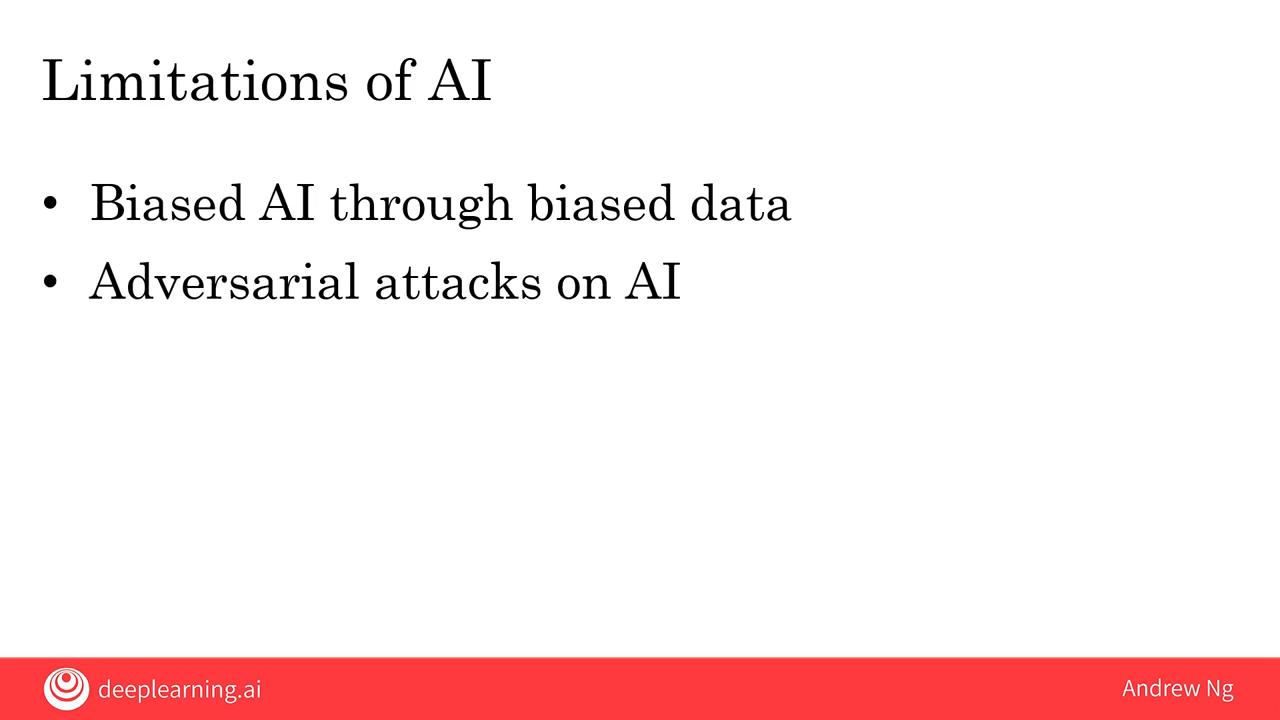 Limitations of AI
• Biased AI through biased data
• Adversarial attacks on AI
deeplearning.ai
Andrew Ng